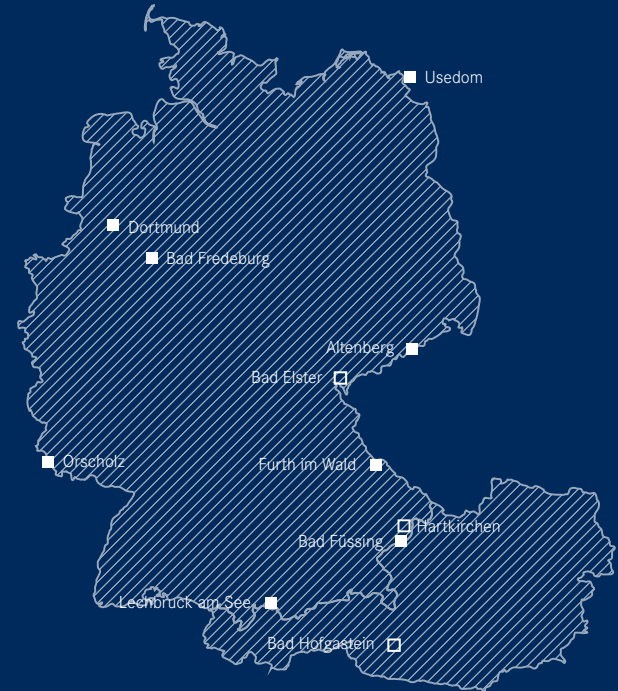 Usedom
Dortmund
Bad Fredeburg
Altenberg
Bad Elster
Orscholz
Furth im Wald
Hartkirchen
Bad Füssing
Lechbruck am See
Bad Hofgastein